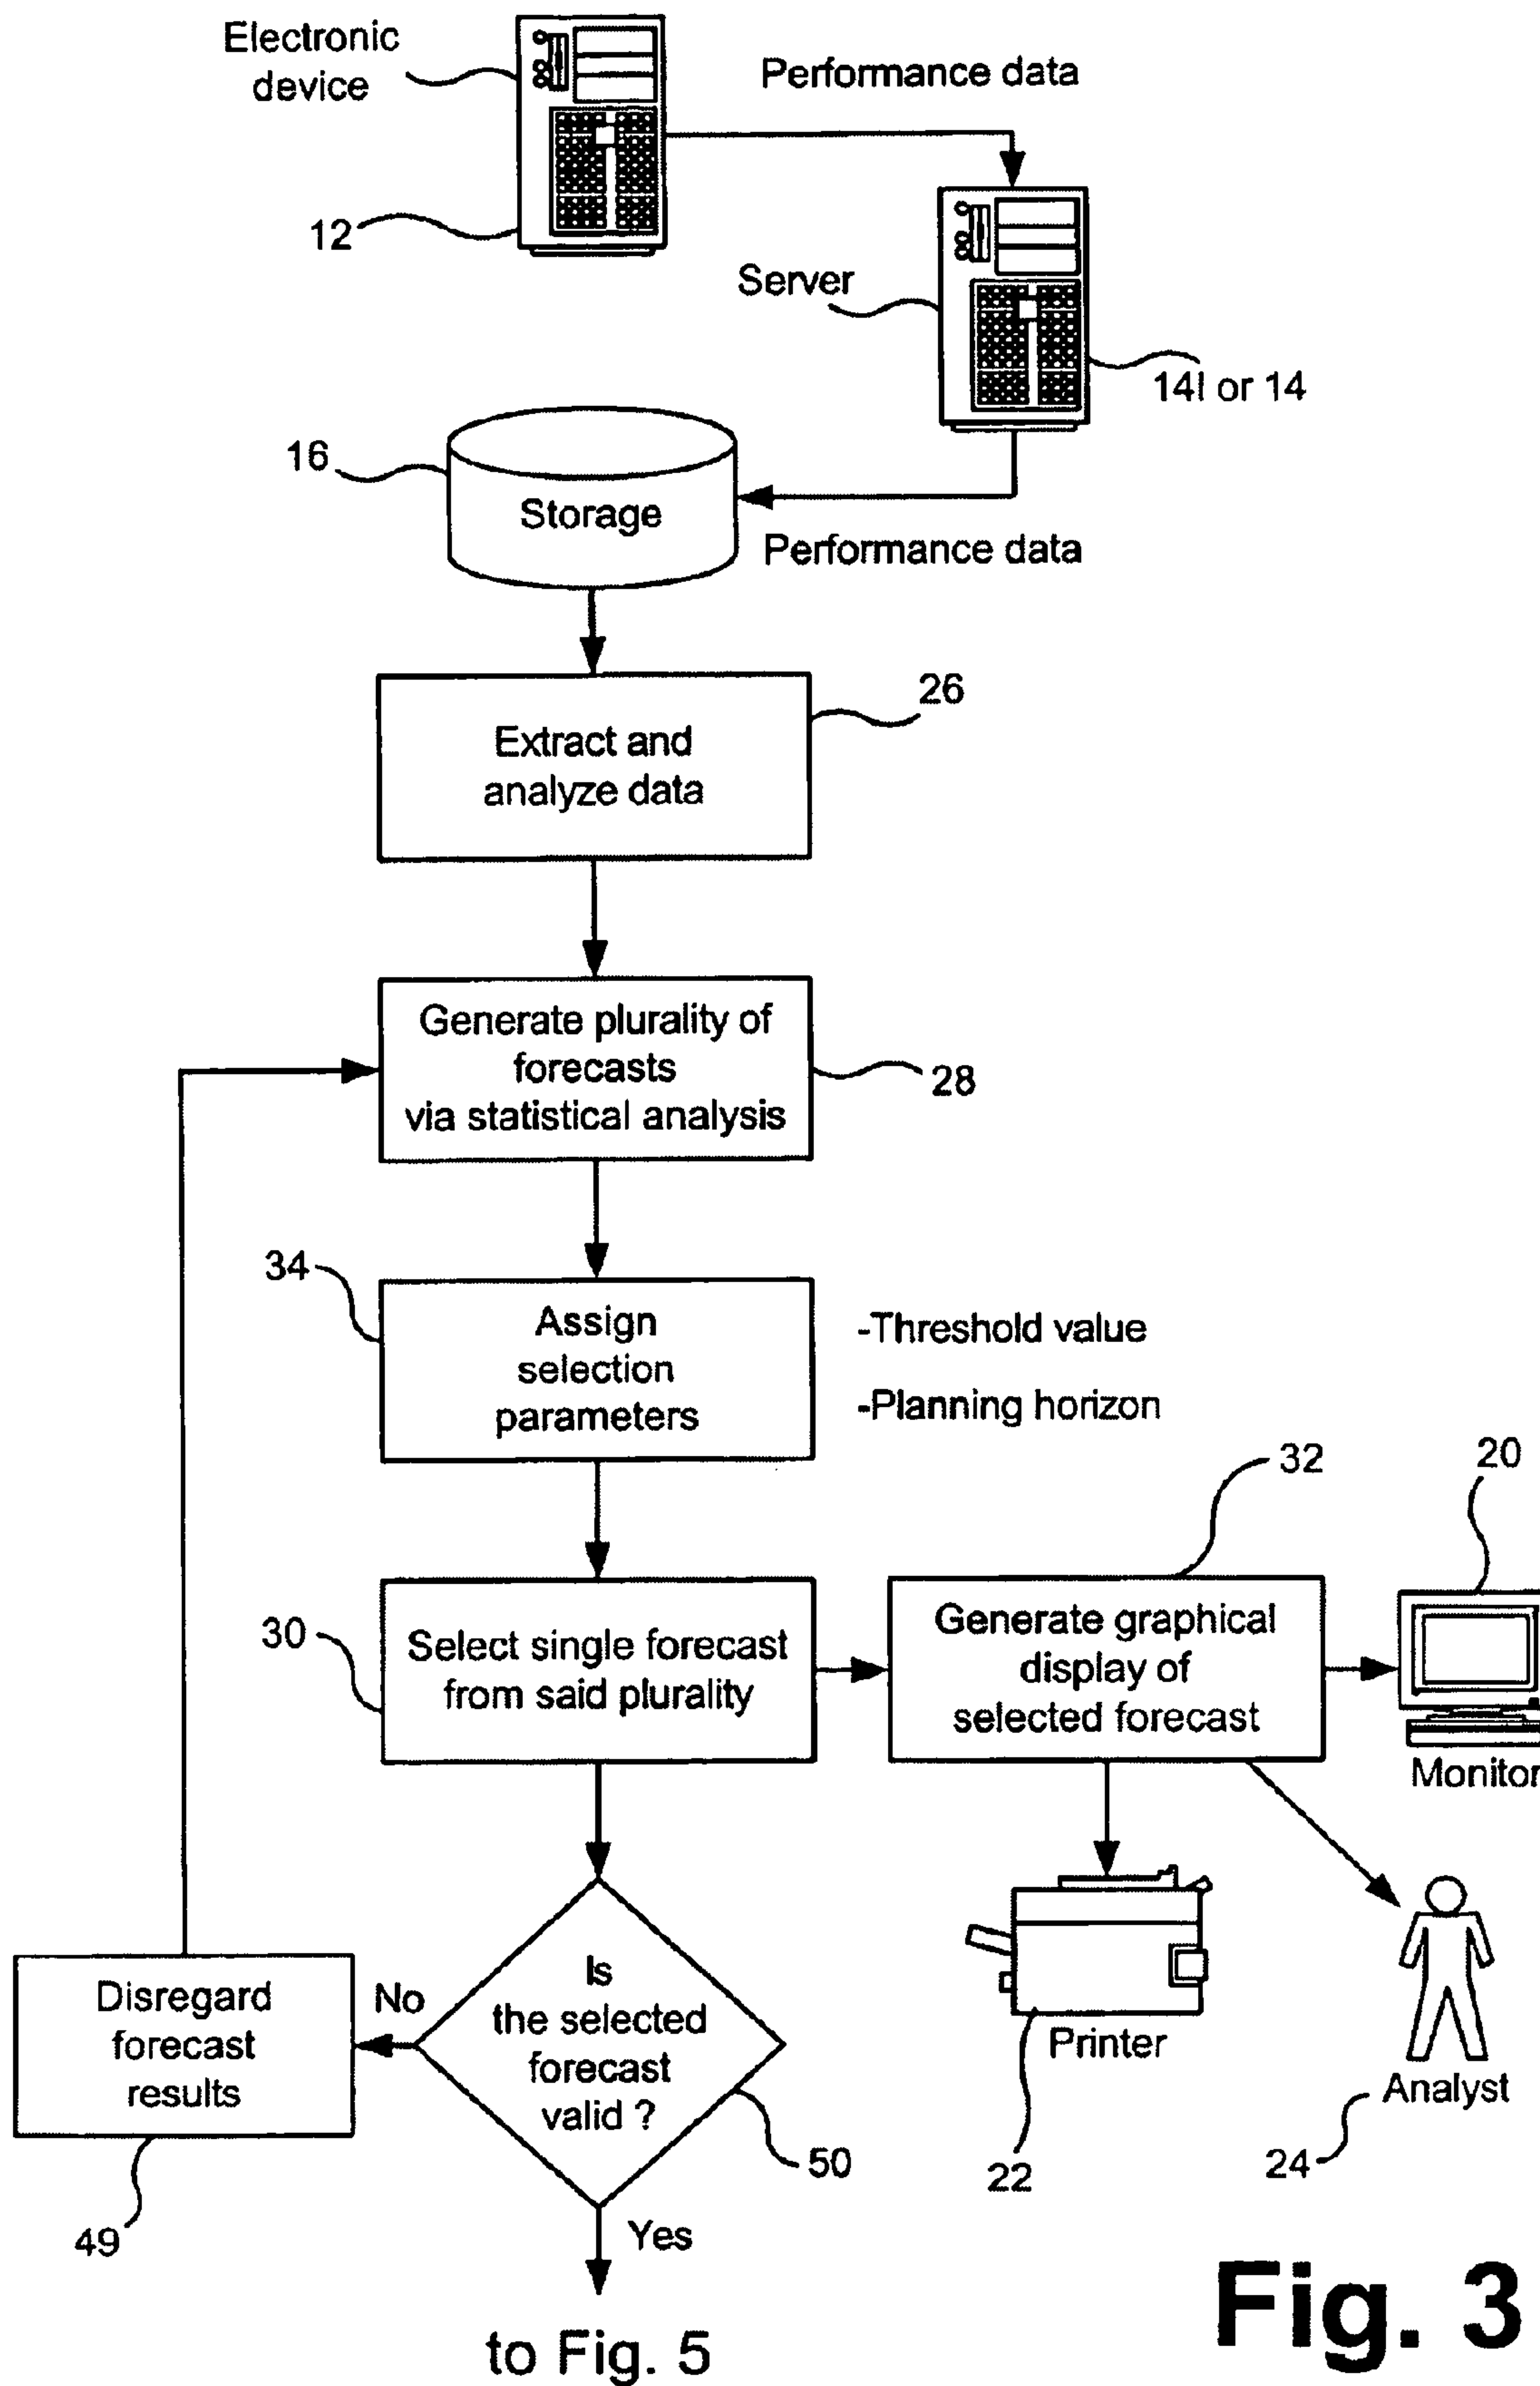 Electronic
device
Performance data
12
Server
14I or 14
16
Storage
Performance data
26
Extract and
analyze data
Generate plurality of
forecasts
via statistical analysis
28
34
Assign
selection
parameters
-Threshold value
-Planning horizon
32
20
30
Select single forecast
from said plurality
Generate graphical
display of
selected forecast
Monitor
Is
the selected
forecast
valid ?
No
Disregard
forecast
results
Printer
Analyst
50
22
24
49
Yes
to Fig. 5
Fig. 3